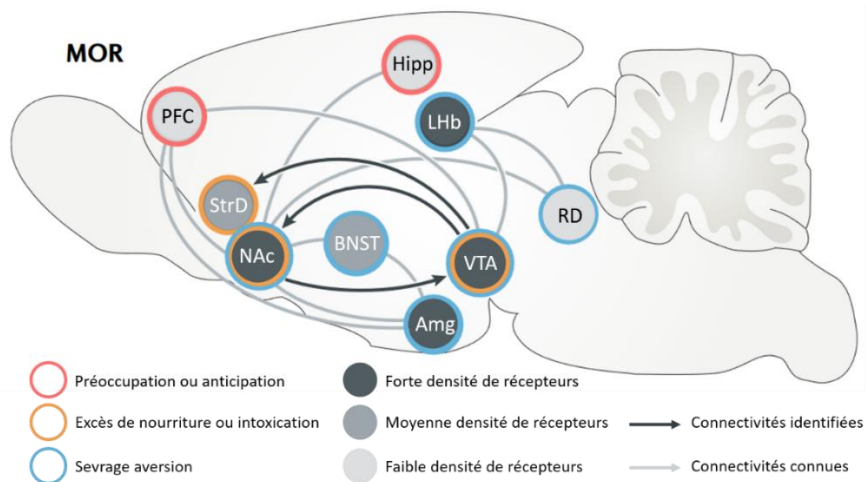 MOR
Hipp
PFC
LHb
StrD
RD
BNST
NAc
VTA
Amg
Préoccupation ou anticipation
Forte densité de récepteurs
Excès de nourriture ou intoxication
Moyenne densité de récepteurs
Connectivités identifiées
Sevrage aversion
Faible densité de récepteurs
Connectivités connues